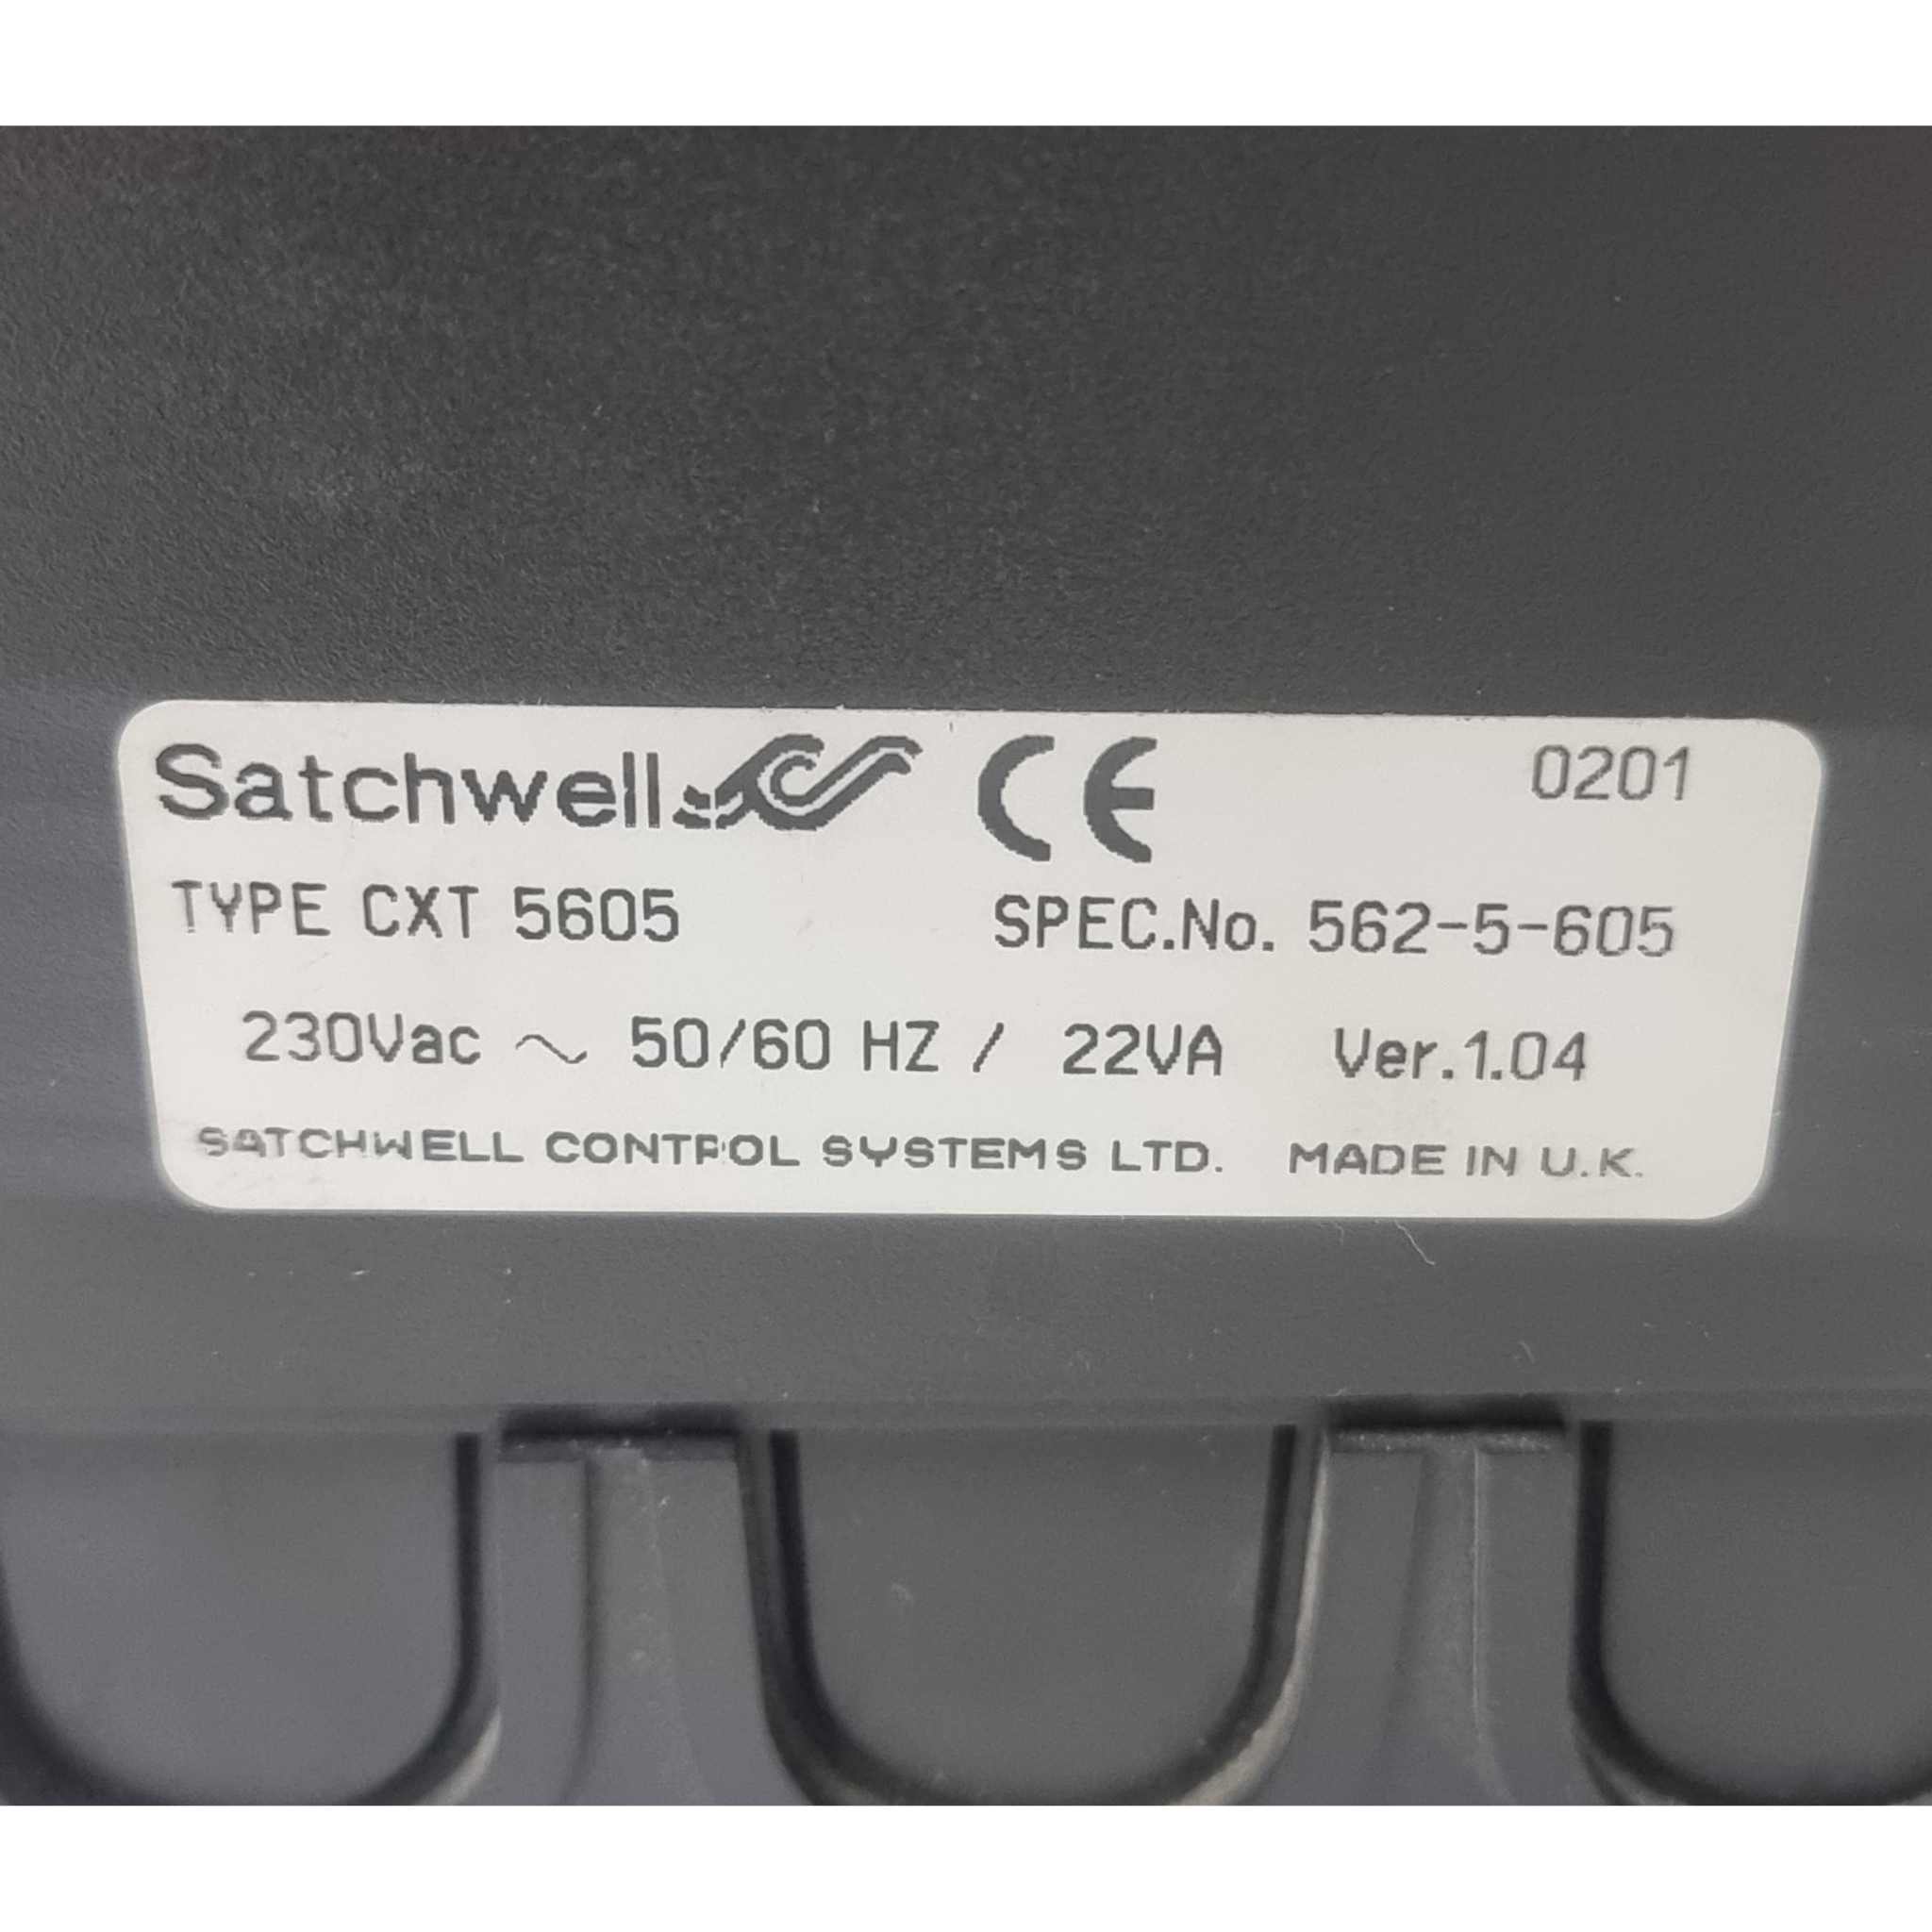 Satchwell CE 0201
TYPE CXT 5605 SPEC.No. 562-5-605
230Vac ~ 50/60 HZ / 22VA Ver.1.04
SATCHWELL CONTROL SYSTEMS LTD. MADE IN U.K.